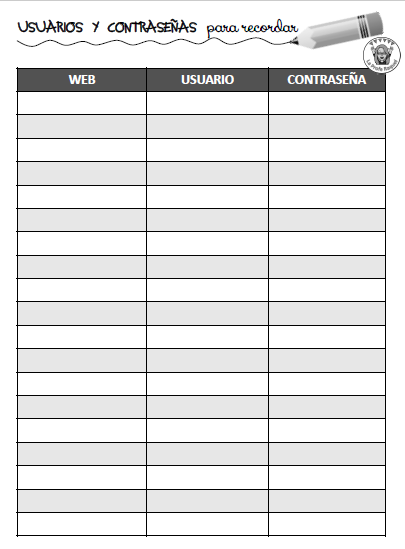 USUARIOS Y CONTRASEÑAS para recordar
WEB USUARIO CONTRASEÑA